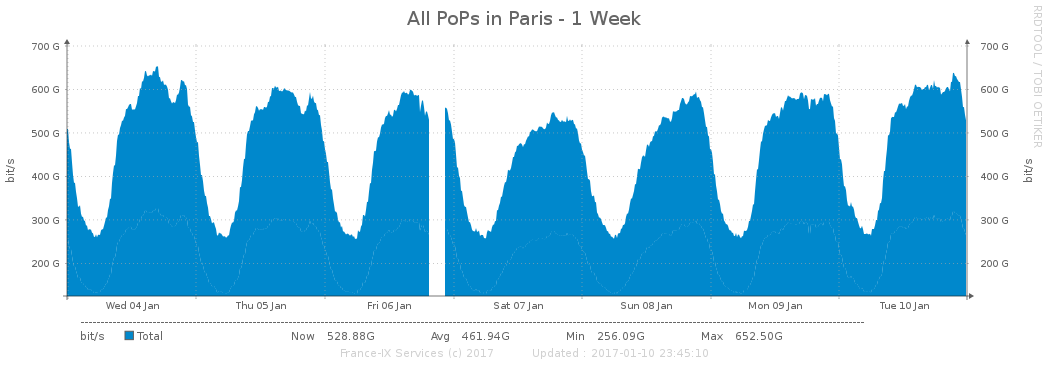 All PoPs in Paris - 1 Week
RRDTOOL / TOBI OETIKER
700 G 700 G
600 G 600 G
500 G 500 G
400 G 400 G
300 G 300 G
200 G 200 G
bit/s bit/s
Wed 04 Jan Thu 05 Jan Fri 06 Jan Sat 07 Jan Sun 08 Jan Mon 09 Jan Tue 10 Jan
bit/s Total Now 528.88G Avg 461.94G Min 256.09G Max 652.50G
France-IX Services (c) 2017 Updated : 2017-01-10 23:45:10